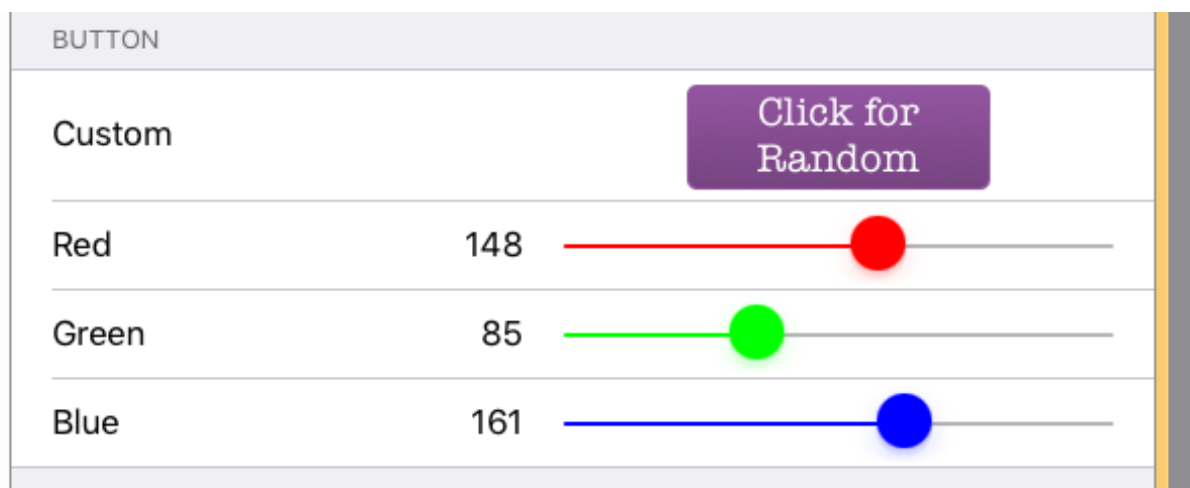 BUTTON
Custom
Click for
Random
Red 148
Green 85
Blue 161